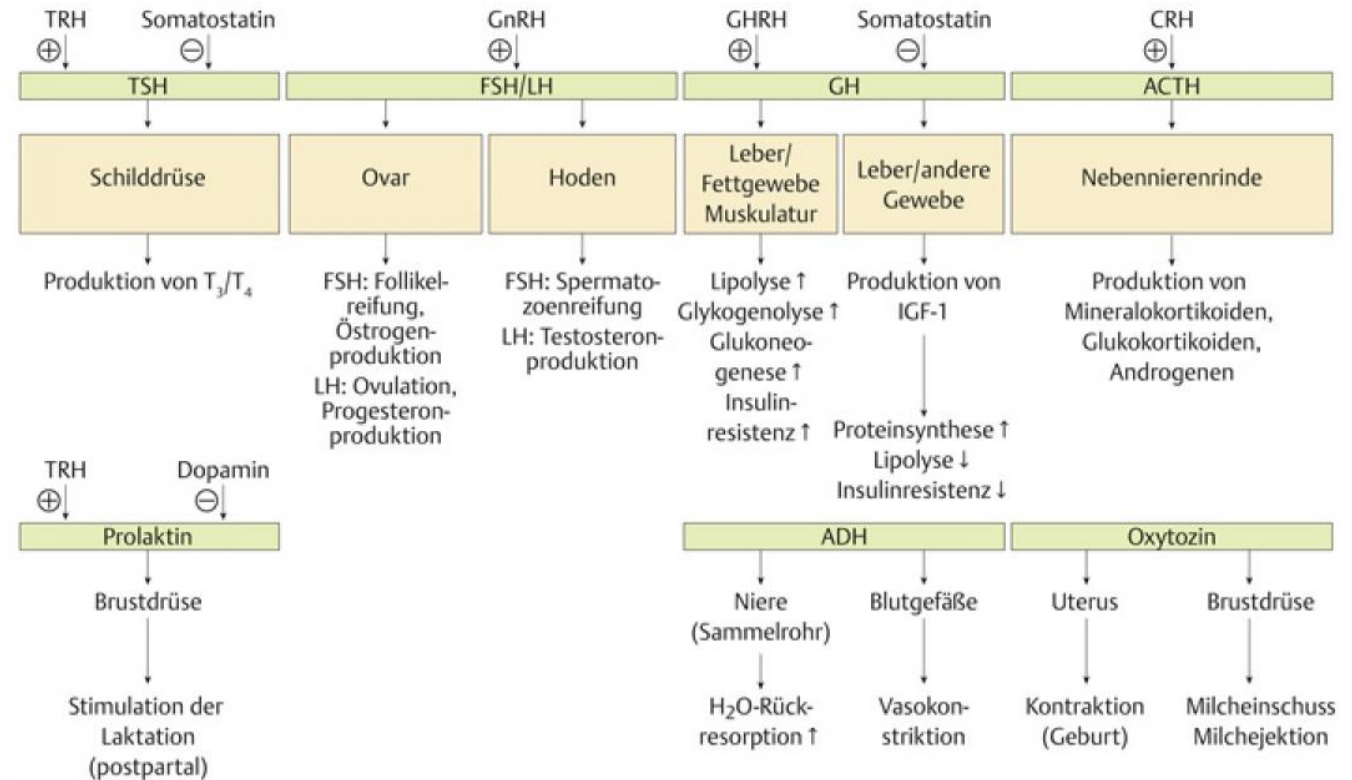 TRH
Somatostatin
GnRH
GHRH
Somatostatin
CRH
⊕
⊖
⊕
⊕
⊖
⊕
TSH
FSH/LH
GH
ACTH
Schilddrüse
Ovar
Hoden
Leber/
Fettgewebe
Muskulatur
Leber/andere
Gewebe
Nebennierenrinde
Produktion von T₃/T₄
FSH: Follikel-
reifung,
Östrogen-
produktion
LH: Ovulation,
Progesteron-
produktion
FSH: Spermato-
zoenreifung
LH: Testosteron-
produktion
Lipolyse ↑
Glykogenolyse ↑
Glukoneo-
genese ↑
Insulin-
resistenz ↑
Produktion von
IGF-1
Proteinsynthese ↑
Lipolyse ↓
Insulinresistenz ↓
Produktion von
Mineralokortikoiden,
Glukokortikoiden,
Androgenen
TRH
Dopamin
⊕
⊖
Prolaktin
Brustdrüse
Stimulation der
Laktation
(postpartal)
ADH
Niere
(Sammelrohr)
H₂O-Rück-
resorption ↑
Blutgefäße
Vasokon-
striktion
Oxytozin
Uterus
Kontraktion
(Geburt)
Brustdrüse
Milcheinschuss
Milchejektion